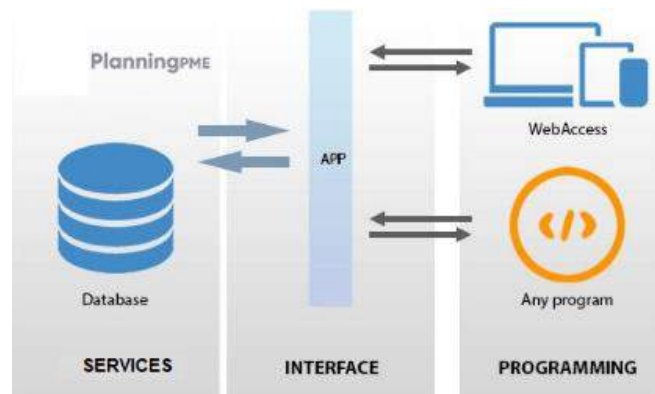 PlanningPME
WebAccess
APP
Database
Any program
</>
SERVICES
INTERFACE
PROGRAMMING